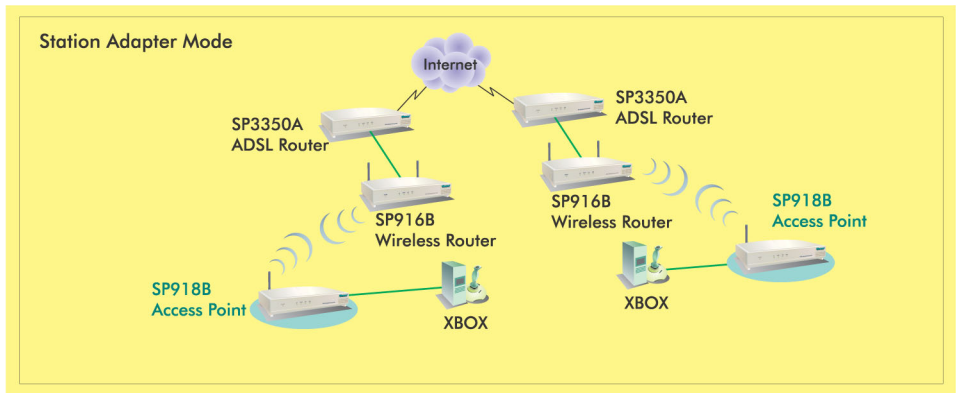 Station Adapter Mode
Internet
SP3350A
ADSL Router
SP3350A
ADSL Router
SP916B
Wireless Router
SP916B
Wireless Router
SP918B
Access Point
SP918B
Access Point
XBOX
XBOX